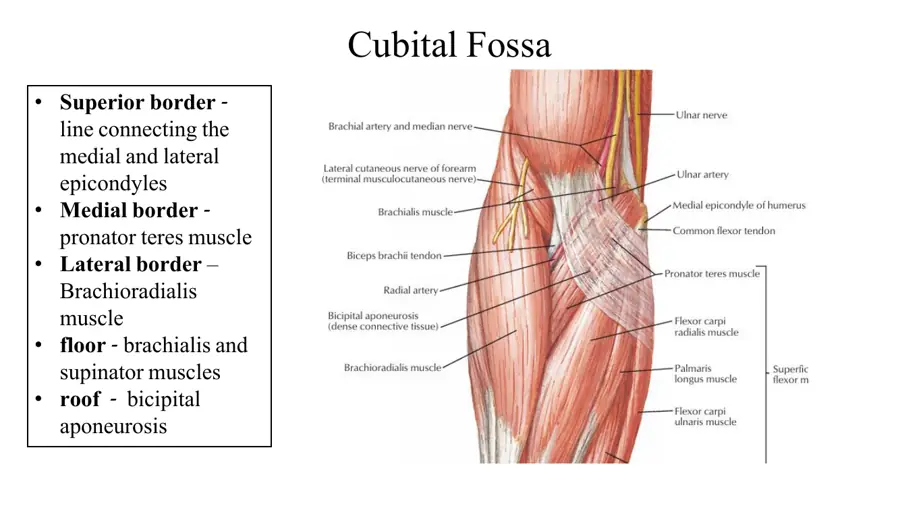 Cubital Fossa
• Superior border -
line connecting the
medial and lateral
epicondyles
• Medial border -
pronator teres muscle
• Lateral border –
Brachioradialis
muscle
• floor - brachialis and
supinator muscles
• roof - bicipital
aponeurosis
Brachial artery and median nerve
Lateral cutaneous nerve of forearm
(terminal musculocutaneous nerve)
Brachialis muscle
Biceps brachii tendon
Radial artery
Bicipital aponeurosis
(dense connective tissue)
Brachioradialis muscle
Ulnar nerve
Ulnar artery
Medial epicondyle of humerus
Common flexor tendon
Pronator teres muscle
Flexor carpi
radialis muscle
Palmaris
longus muscle
Flexor carpi
ulnaris muscle
Superfic
flexor m